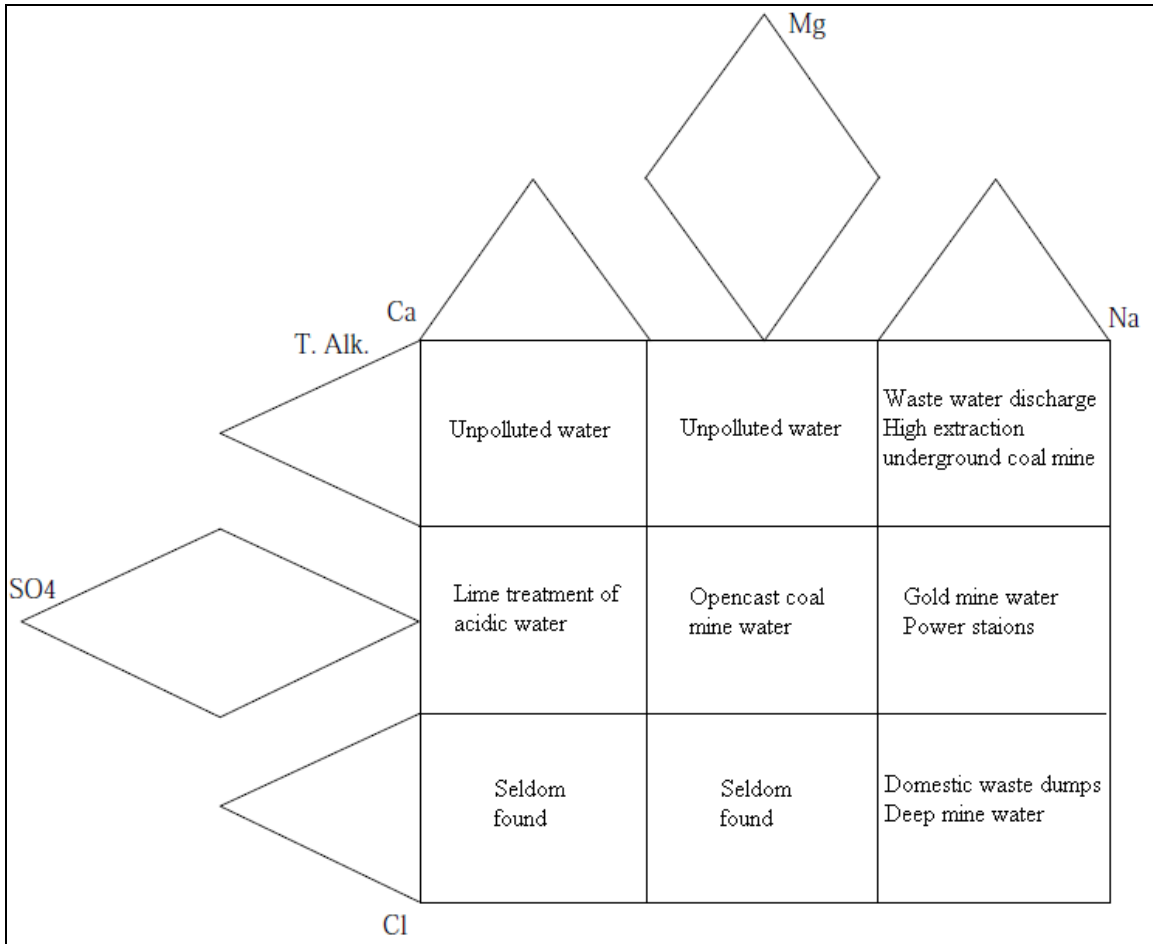 Mg
Ca
Na
T. Alk.
Unpolluted water
Unpolluted water
Waste water discharge
High extraction
underground coal mine
SO4
Lime treatment of
acidic water
Opencast coal
mine water
Gold mine water
Power staions
Seldom
found
Seldom
found
Domestic waste dumps
Deep mine water
Cl